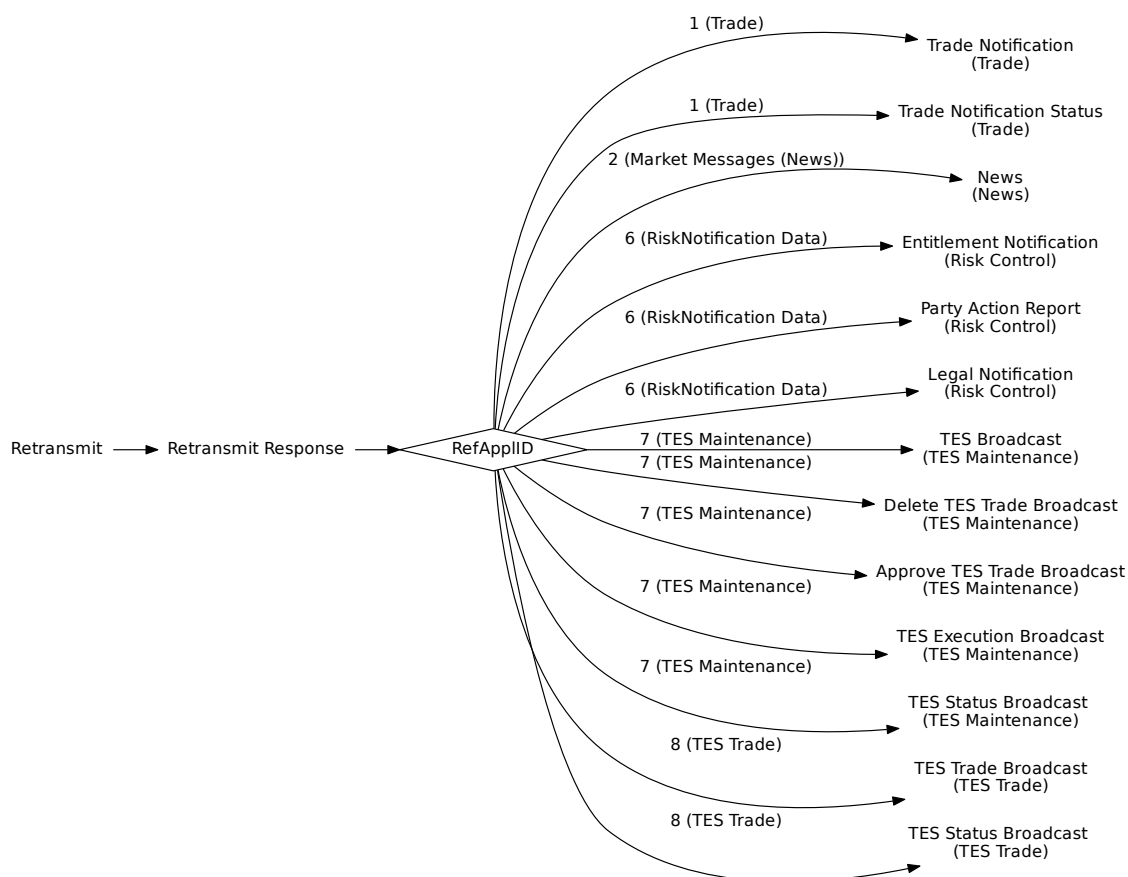 1 (Trade)
Trade Notification
(Trade)
1 (Trade)
Trade Notification Status
(Trade)
2 (Market Messages (News))
News
(News)
6 (RiskNotification Data)
Entitlement Notification
(Risk Control)
6 (RiskNotification Data)
Party Action Report
(Risk Control)
6 (RiskNotification Data)
Legal Notification
(Risk Control)
Retransmit
Retransmit Response
RefApplID
7 (TES Maintenance)
TES Broadcast
(TES Maintenance)
7 (TES Maintenance)
Delete TES Trade Broadcast
(TES Maintenance)
7 (TES Maintenance)
Approve TES Trade Broadcast
(TES Maintenance)
7 (TES Maintenance)
TES Execution Broadcast
(TES Maintenance)
7 (TES Maintenance)
TES Status Broadcast
(TES Maintenance)
8 (TES Trade)
TES Trade Broadcast
(TES Trade)
8 (TES Trade)
TES Status Broadcast
(TES Trade)